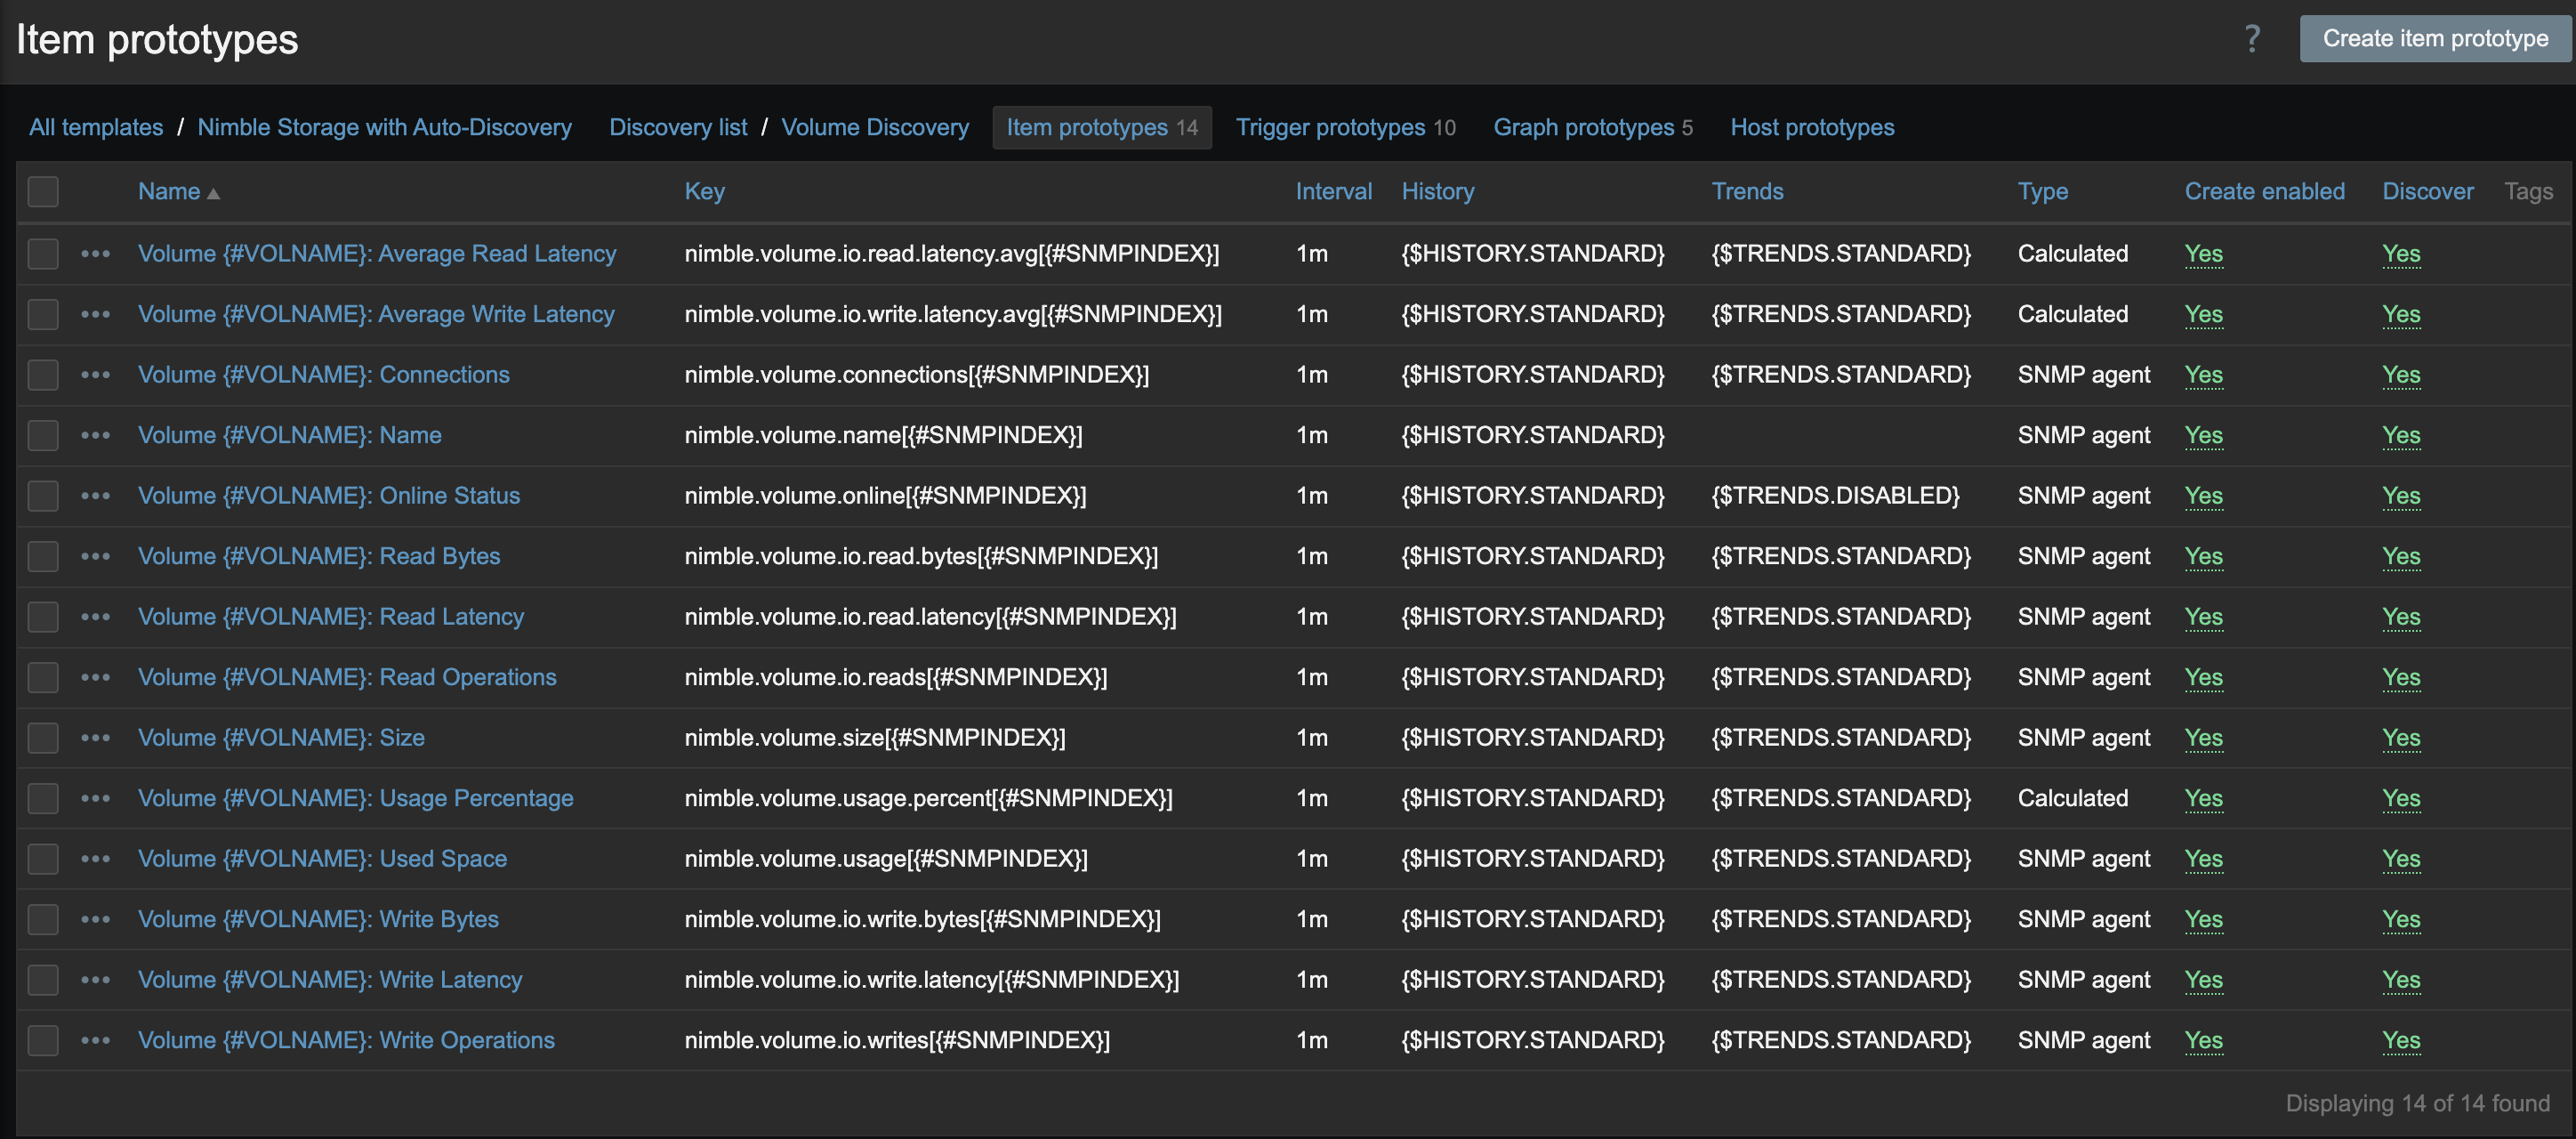 Item prototypes
? Create item prototype
All templates / Nimble Storage with Auto-Discovery Discovery list / Volume Discovery Item prototypes 14 Trigger prototypes 10 Graph prototypes 5 Host prototypes
Name Key Interval History Trends Type Create enabled Discover Tags
Volume {#VOLNAME}: Average Read Latency nimble.volume.io.read.latency.avg[{#SNMPINDEX}] 1m {$HISTORY.STANDARD} {$TRENDS.STANDARD} Calculated Yes Yes
Volume {#VOLNAME}: Average Write Latency nimble.volume.io.write.latency.avg[{#SNMPINDEX}] 1m {$HISTORY.STANDARD} {$TRENDS.STANDARD} Calculated Yes Yes
Volume {#VOLNAME}: Connections nimble.volume.connections[{#SNMPINDEX}] 1m {$HISTORY.STANDARD} {$TRENDS.STANDARD} SNMP agent Yes Yes
Volume {#VOLNAME}: Name nimble.volume.name[{#SNMPINDEX}] 1m {$HISTORY.STANDARD} SNMP agent Yes Yes
Volume {#VOLNAME}: Online Status nimble.volume.online[{#SNMPINDEX}] 1m {$HISTORY.STANDARD} {$TRENDS.DISABLED} SNMP agent Yes Yes
Volume {#VOLNAME}: Read Bytes nimble.volume.io.read.bytes[{#SNMPINDEX}] 1m {$HISTORY.STANDARD} {$TRENDS.STANDARD} SNMP agent Yes Yes
Volume {#VOLNAME}: Read Latency nimble.volume.io.read.latency[{#SNMPINDEX}] 1m {$HISTORY.STANDARD} {$TRENDS.STANDARD} SNMP agent Yes Yes
Volume {#VOLNAME}: Read Operations nimble.volume.io.reads[{#SNMPINDEX}] 1m {$HISTORY.STANDARD} {$TRENDS.STANDARD} SNMP agent Yes Yes
Volume {#VOLNAME}: Size nimble.volume.size[{#SNMPINDEX}] 1m {$HISTORY.STANDARD} {$TRENDS.STANDARD} SNMP agent Yes Yes
Volume {#VOLNAME}: Usage Percentage nimble.volume.usage.percent[{#SNMPINDEX}] 1m {$HISTORY.STANDARD} {$TRENDS.STANDARD} Calculated Yes Yes
Volume {#VOLNAME}: Used Space nimble.volume.usage[{#SNMPINDEX}] 1m {$HISTORY.STANDARD} {$TRENDS.STANDARD} SNMP agent Yes Yes
Volume {#VOLNAME}: Write Bytes nimble.volume.io.write.bytes[{#SNMPINDEX}] 1m {$HISTORY.STANDARD} {$TRENDS.STANDARD} SNMP agent Yes Yes
Volume {#VOLNAME}: Write Latency nimble.volume.io.write.latency[{#SNMPINDEX}] 1m {$HISTORY.STANDARD} {$TRENDS.STANDARD} SNMP agent Yes Yes
Volume {#VOLNAME}: Write Operations nimble.volume.io.writes[{#SNMPINDEX}] 1m {$HISTORY.STANDARD} {$TRENDS.STANDARD} SNMP agent Yes Yes
Displaying 14 of 14 found